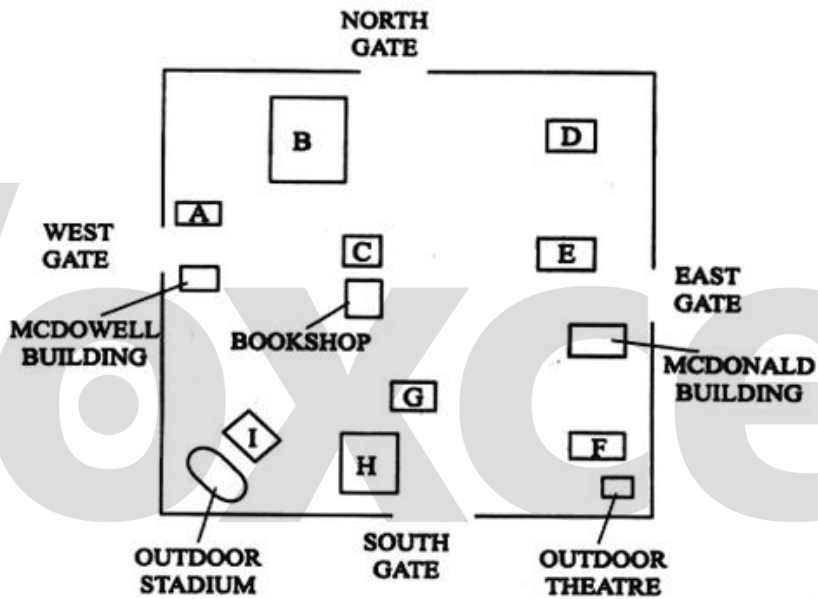 NORTH
GATE
B
D
A
WEST
GATE
C
E
EAST
GATE
MCDOWELL
BUILDING
BOOKSHOP
MCDONALD
BUILDING
G
I
H
F
OUTDOOR
STADIUM
SOUTH
GATE
OUTDOOR
THEATRE